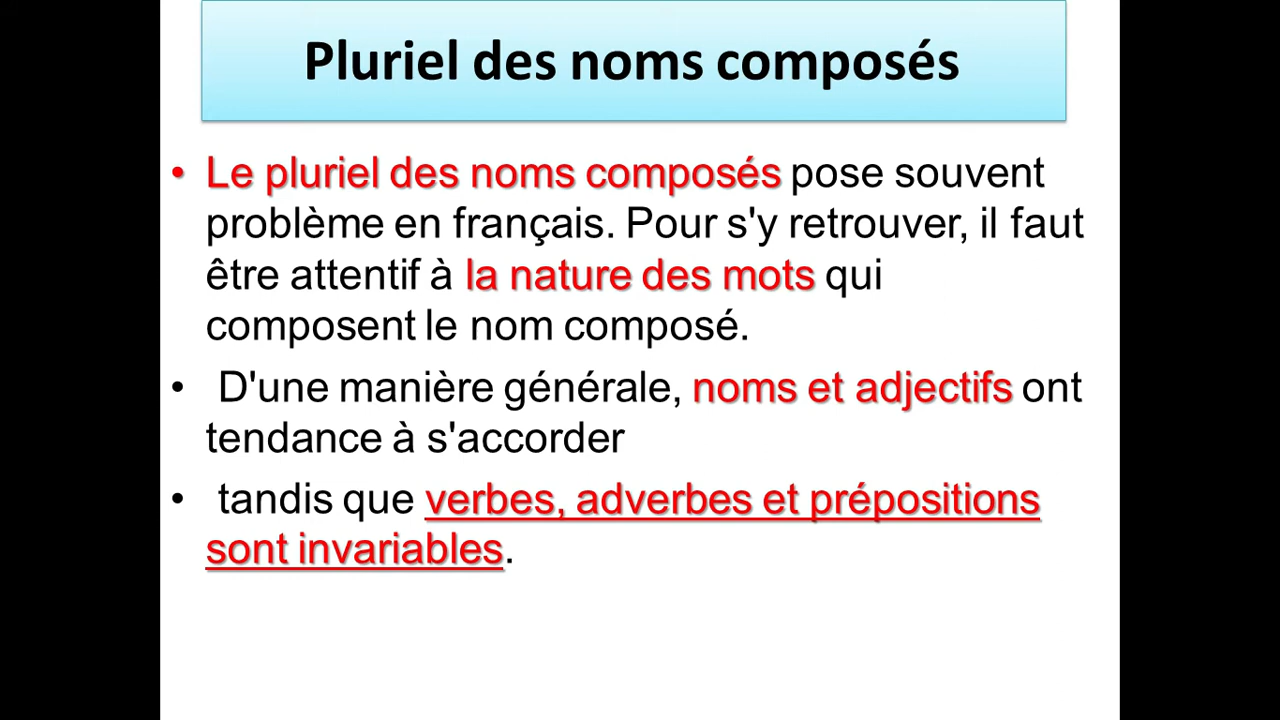 Pluriel des noms composés
• Le pluriel des noms composés pose souvent
problème en français. Pour s'y retrouver, il faut
être attentif à la nature des mots qui
composent le nom composé.
• D'une manière générale, noms et adjectifs ont
tendance à s'accorder
• tandis que verbes, adverbes et prépositions
sont invariables.